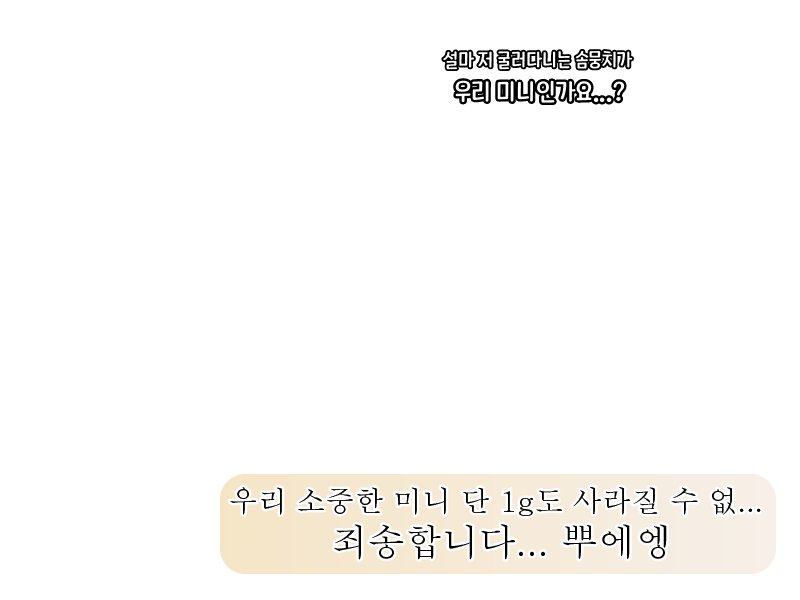 설마 저 굴러다니는 솜뭉치가
우리 미니인가요...?
우리 소중한 미니 단 1g도 사라질 수 없...
죄송합니다... 뿌에엥